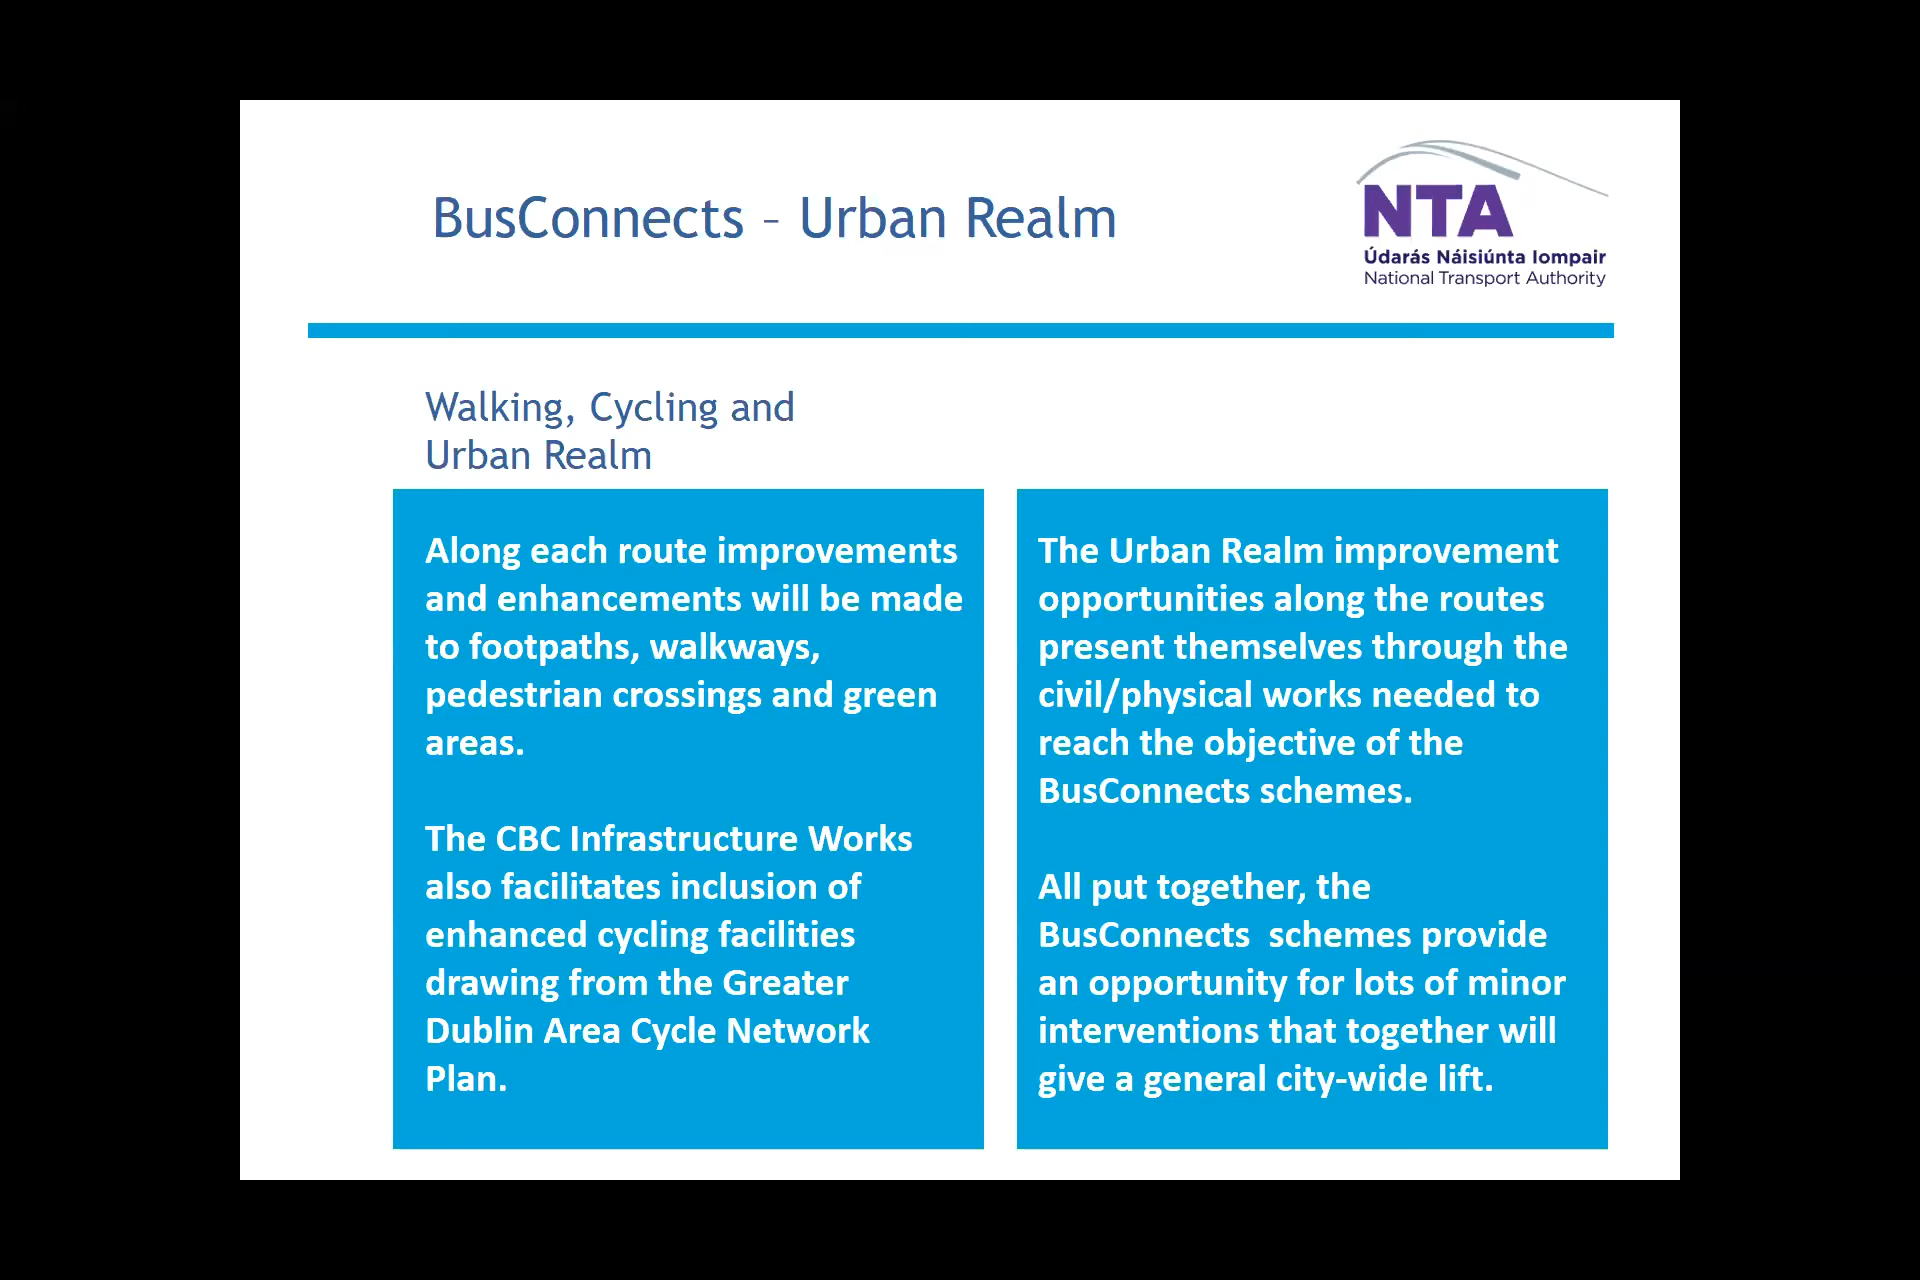 BusConnects – Urban Realm
NTA
Údarás Náisiúnta Iompair
National Transport Authority
Walking, Cycling and
Urban Realm
Along each route improvements
and enhancements will be made
to footpaths, walkways,
pedestrian crossings and green
areas.
The CBC Infrastructure Works
also facilitates inclusion of
enhanced cycling facilities
drawing from the Greater
Dublin Area Cycle Network
Plan.
The Urban Realm improvement
opportunities along the routes
present themselves through the
civil/physical works needed to
reach the objective of the
BusConnects schemes.
All put together, the
BusConnects  schemes provide
an opportunity for lots of minor
interventions that together will
give a general city-wide lift.